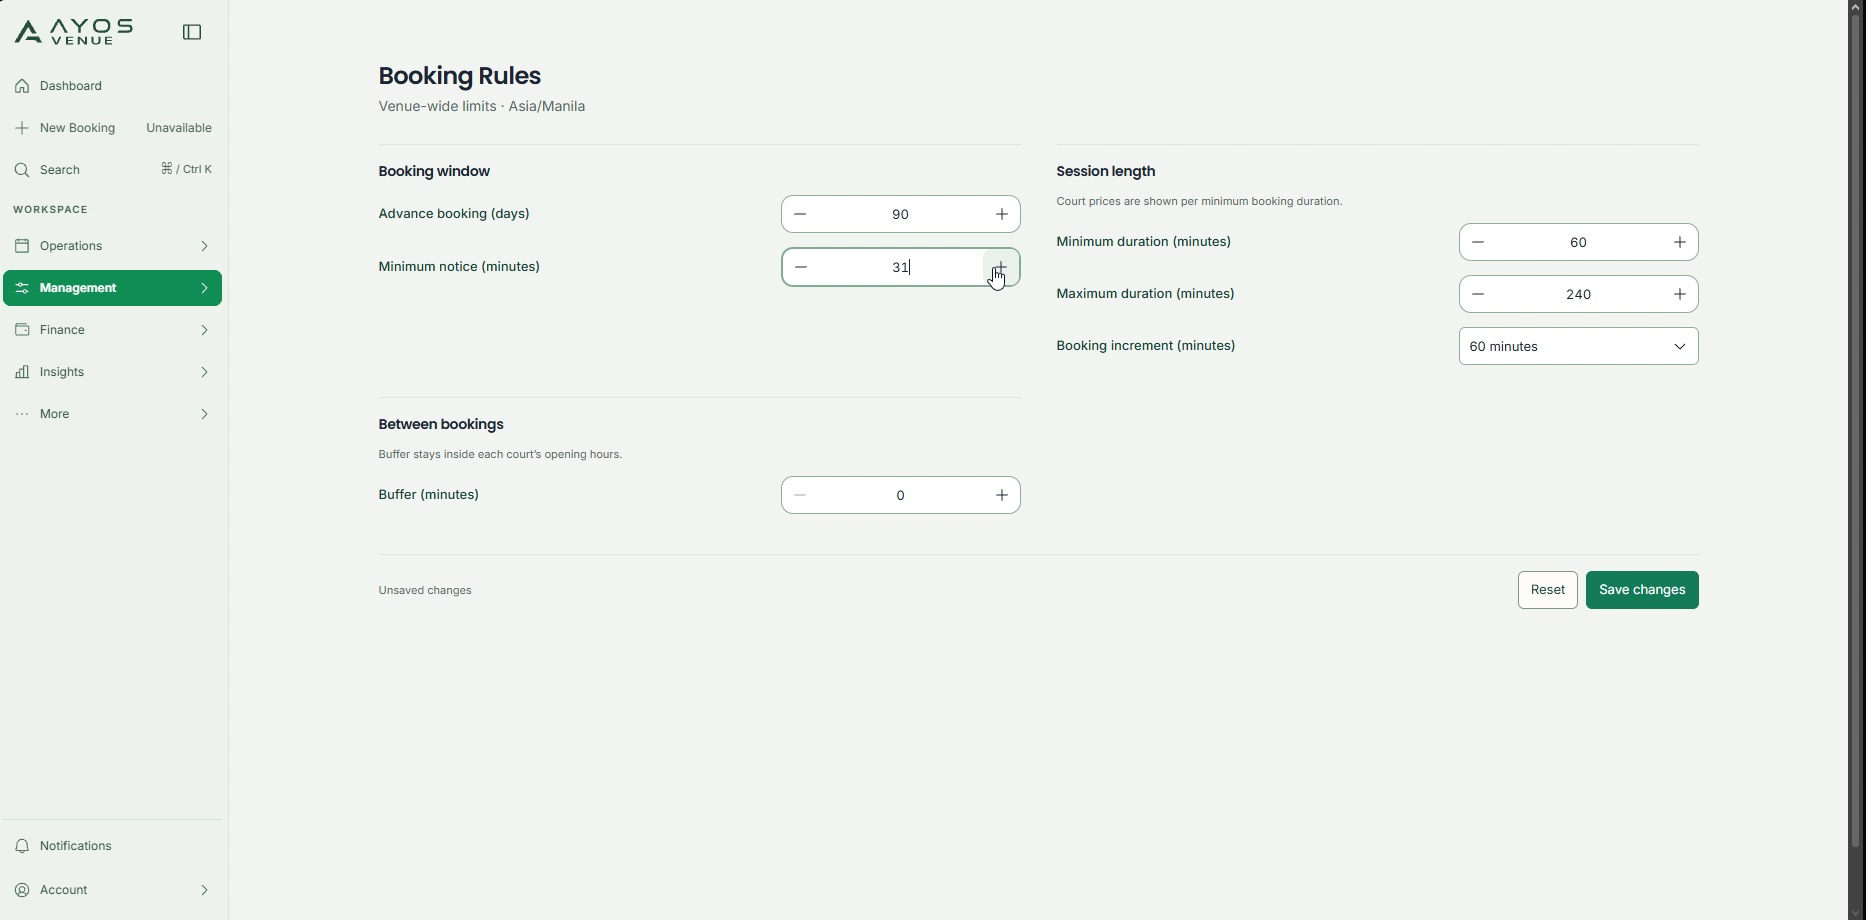 AYOS
VENUE
Dashboard
New Booking Unavailable
Search ⌘ / Ctrl K
WORKSPACE
Operations
Management
Finance
Insights
More
Notifications
Account
Booking Rules
Venue-wide limits · Asia/Manila
Booking window
Advance booking (days) 90
Minimum notice (minutes) 31
Session length
Court prices are shown per minimum booking duration.
Minimum duration (minutes) 60
Maximum duration (minutes) 240
Booking increment (minutes) 60 minutes
Between bookings
Buffer stays inside each court's opening hours.
Buffer (minutes) 0
Unsaved changes
Reset Save changes